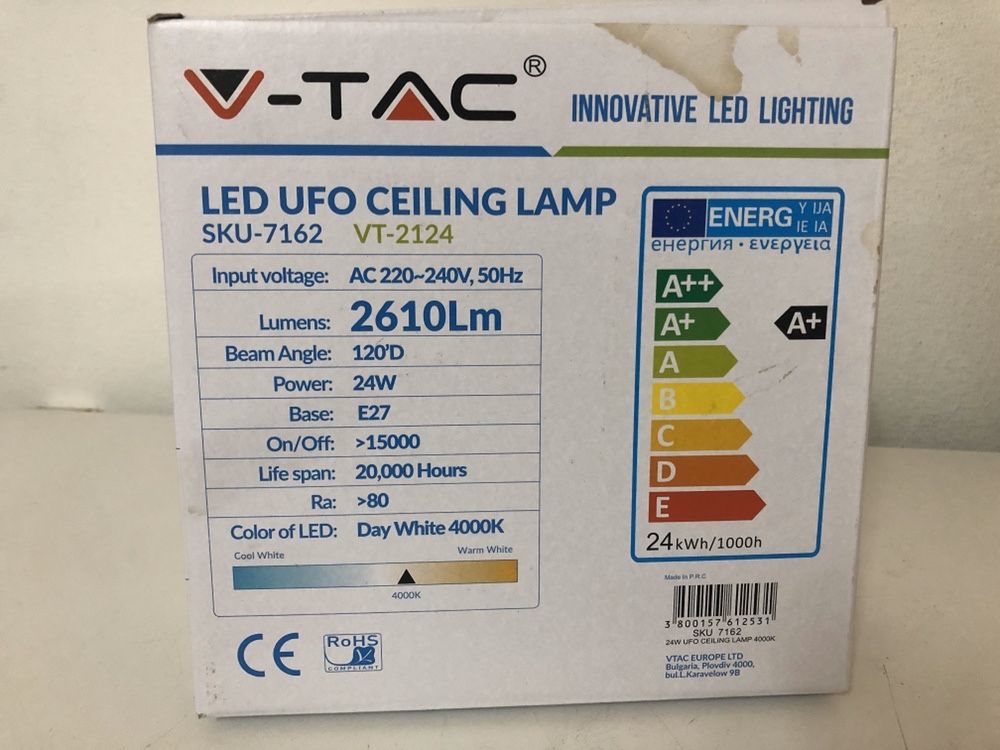 V-TAC®
INNOVATIVE LED LIGHTING
LED UFO CEILING LAMP
SKU-7162 VT-2124
Input voltage: AC 220~240V, 50Hz
Lumens: 2610Lm
Beam Angle: 120'D
Power: 24W
Base: E27
On/Off: >15000
Life span: 20,000 Hours
Ra: >80
Color of LED: Day White 4000K
Cool White Warm White
4000K
CE
RoHS
COMPLIANT
ENERG Y IJA
IE IA
енергия · ενεργεια
A++
A+ A+
A
B
C
D
E
24 kWh/1000h
Made In P.R.C
3 800157 612531
SKU 7162
24W UFO CEILING LAMP 4000K
VTAC EUROPE LTD
Bulgaria, Plovdiv 4000,
bul.L.Karavelow 9B